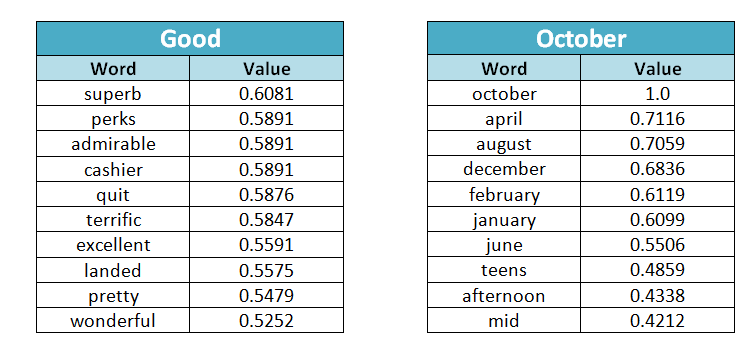 Good
Word Value
superb 0.6081
perks 0.5891
admirable 0.5891
cashier 0.5891
quit 0.5876
terrific 0.5847
excellent 0.5591
landed 0.5575
pretty 0.5479
wonderful 0.5252
October
Word Value
october 1.0
april 0.7116
august 0.7059
december 0.6836
february 0.6119
january 0.6099
june 0.5506
teens 0.4859
afternoon 0.4338
mid 0.4212